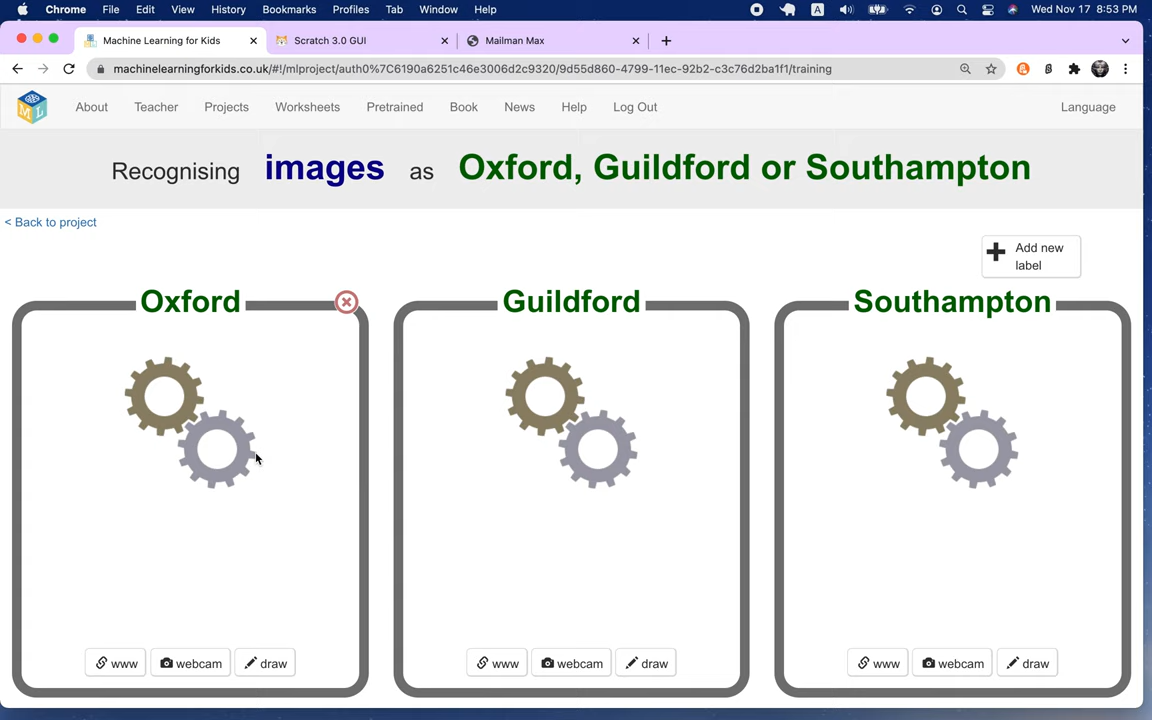 Chrome File Edit View History Bookmarks Profiles Tab Window Help A Wed Nov 17 8:53 PM
Machine Learning for Kids Scratch 3.0 GUI Mailman Max
machinelearningforkids.co.uk/#!/mlproject/auth0%7C6190a6251c46e3006d2c9320/9d55d860-4799-11ec-92b2-c3c76d2ba1f1/training
ML About Teacher Projects Worksheets Pretrained Book News Help Log Out Language
Recognising images as Oxford, Guildford or Southampton
< Back to project
Add new
label
Oxford Guildford Southampton
www webcam draw www webcam draw www webcam draw